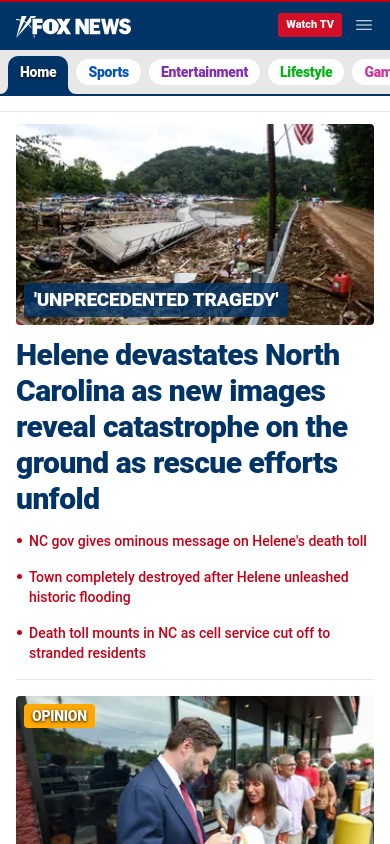 FOX NEWS
Watch TV
Home
Sports
Entertainment
Lifestyle
'UNPRECEDENTED TRAGEDY'
Helene devastates North
Carolina as new images
reveal catastrophe on the
ground as rescue efforts
unfold
• NC gov gives ominous message on Helene's death toll
• Town completely destroyed after Helene unleashed
historic flooding
• Death toll mounts in NC as cell service cut off to
stranded residents
OPINION